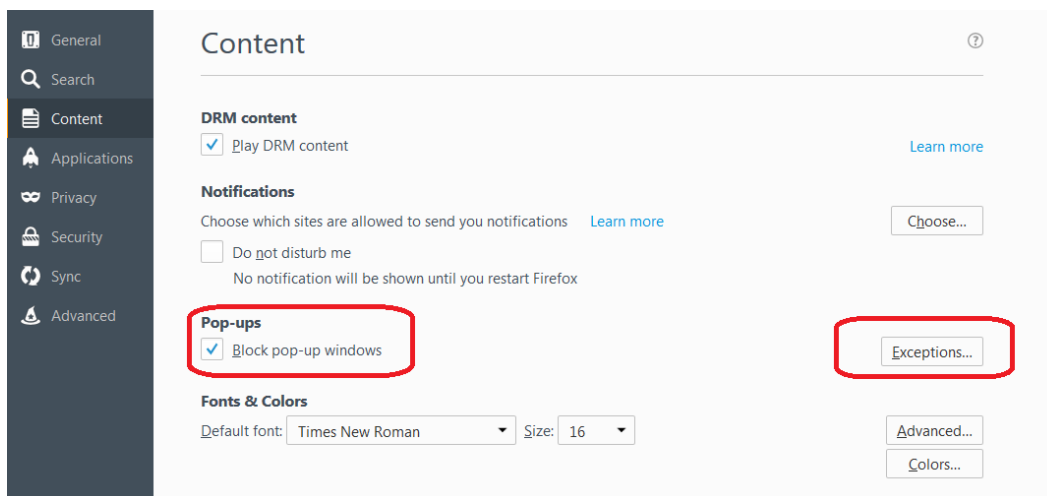 General
Search
Content
Applications
Privacy
Security
Sync
Advanced
Content
?
DRM content
Play DRM content
Learn more
Notifications
Choose which sites are allowed to send you notifications Learn more
Choose...
Do not disturb me
No notification will be shown until you restart Firefox
Pop-ups
Block pop-up windows
Exceptions...
Fonts & Colors
Default font: Times New Roman Size: 16
Advanced...
Colors...